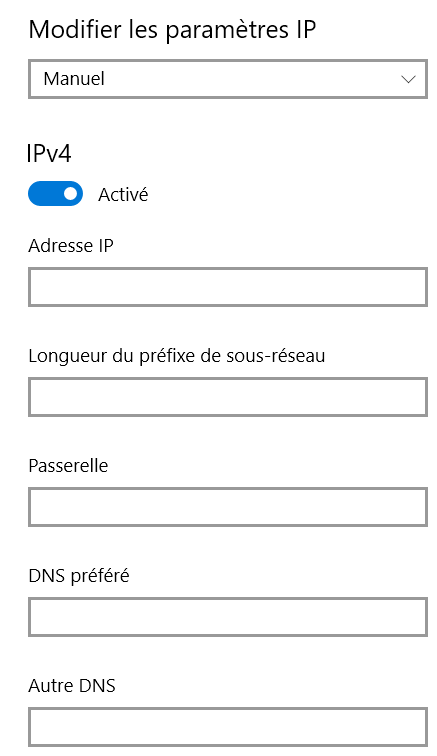 Modifier les paramètres IP
Manuel
IPv4
Activé
Adresse IP
Longueur du préfixe de sous-réseau
Passerelle
DNS préféré
Autre DNS